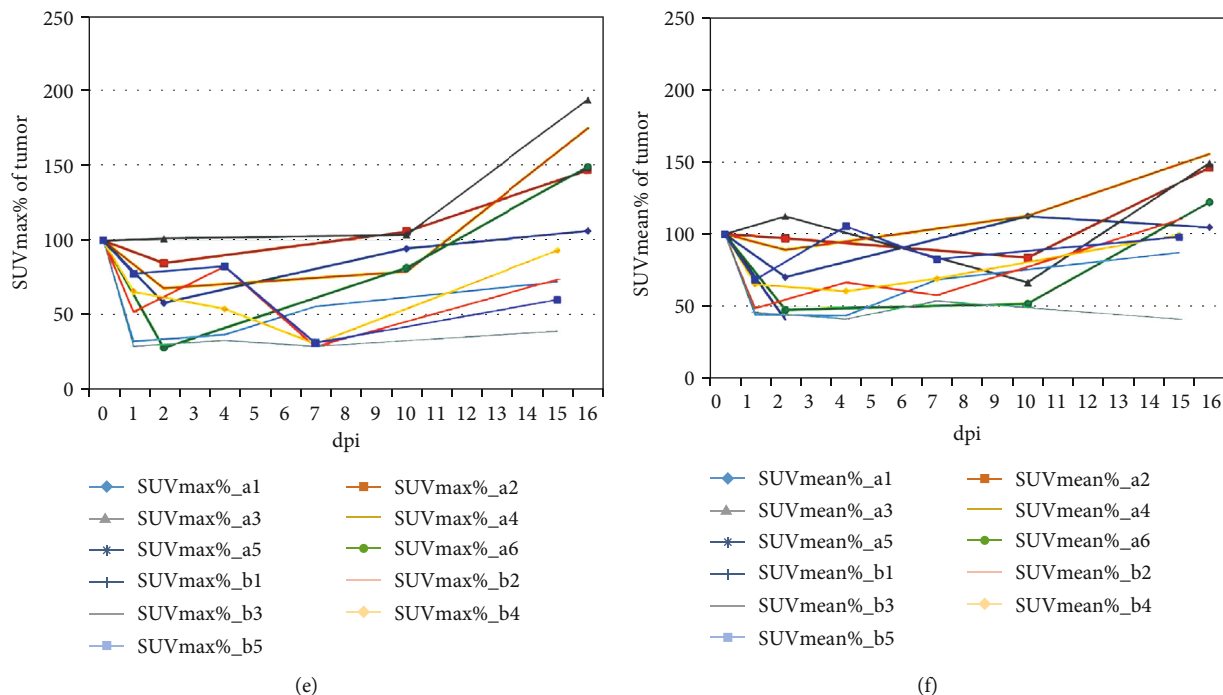 SUVmax% of tumor
250
200
150
100
50
0
0 1 2 3 4 5 6 7 8 9 10 11 12 13 15 16
dpi
SUVmax%_a1 SUVmax%_a2
SUVmax%_a3 SUVmax%_a4
SUVmax%_a5 SUVmax%_a6
SUVmax%_b1 SUVmax%_b2
SUVmax%_b3 SUVmax%_b4
SUVmax%_b5
(e)
SUVmean% of tumor
250
200
150
100
50
0
0 1 2 3 4 5 6 7 8 9 10 11 12 13 14 15 16
dpi
SUVmean%_a1 SUVmean%_a2
SUVmean%_a3 SUVmean%_a4
SUVmean%_a5 SUVmean%_a6
SUVmean%_b1 SUVmean%_b2
SUVmean%_b3 SUVmean%_b4
SUVmean%_b5
(f)